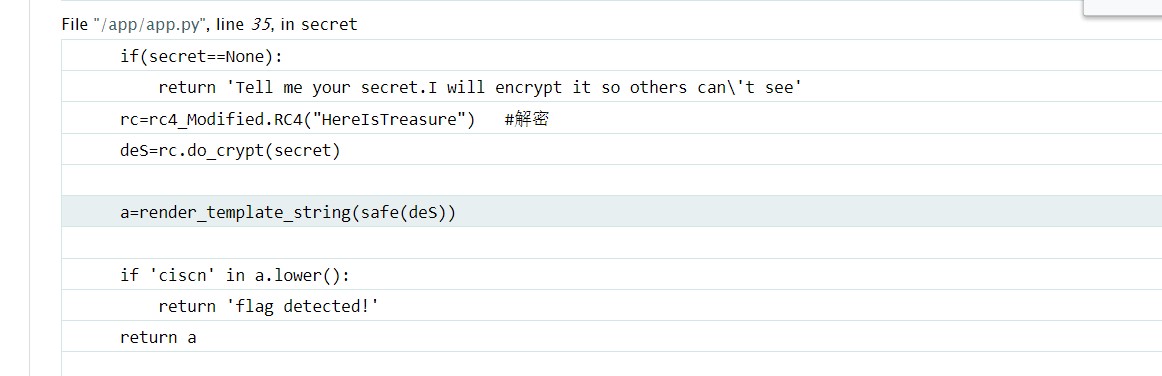 File "/app/app.py", line 35, in secret
if(secret==None):
return 'Tell me your secret.I will encrypt it so others can\'t see'
rc=rc4_Modified.RC4("HereIsTreasure")   #解密
deS=rc.do_crypt(secret)
a=render_template_string(safe(deS))
if 'ciscn' in a.lower():
return 'flag detected!'
return a